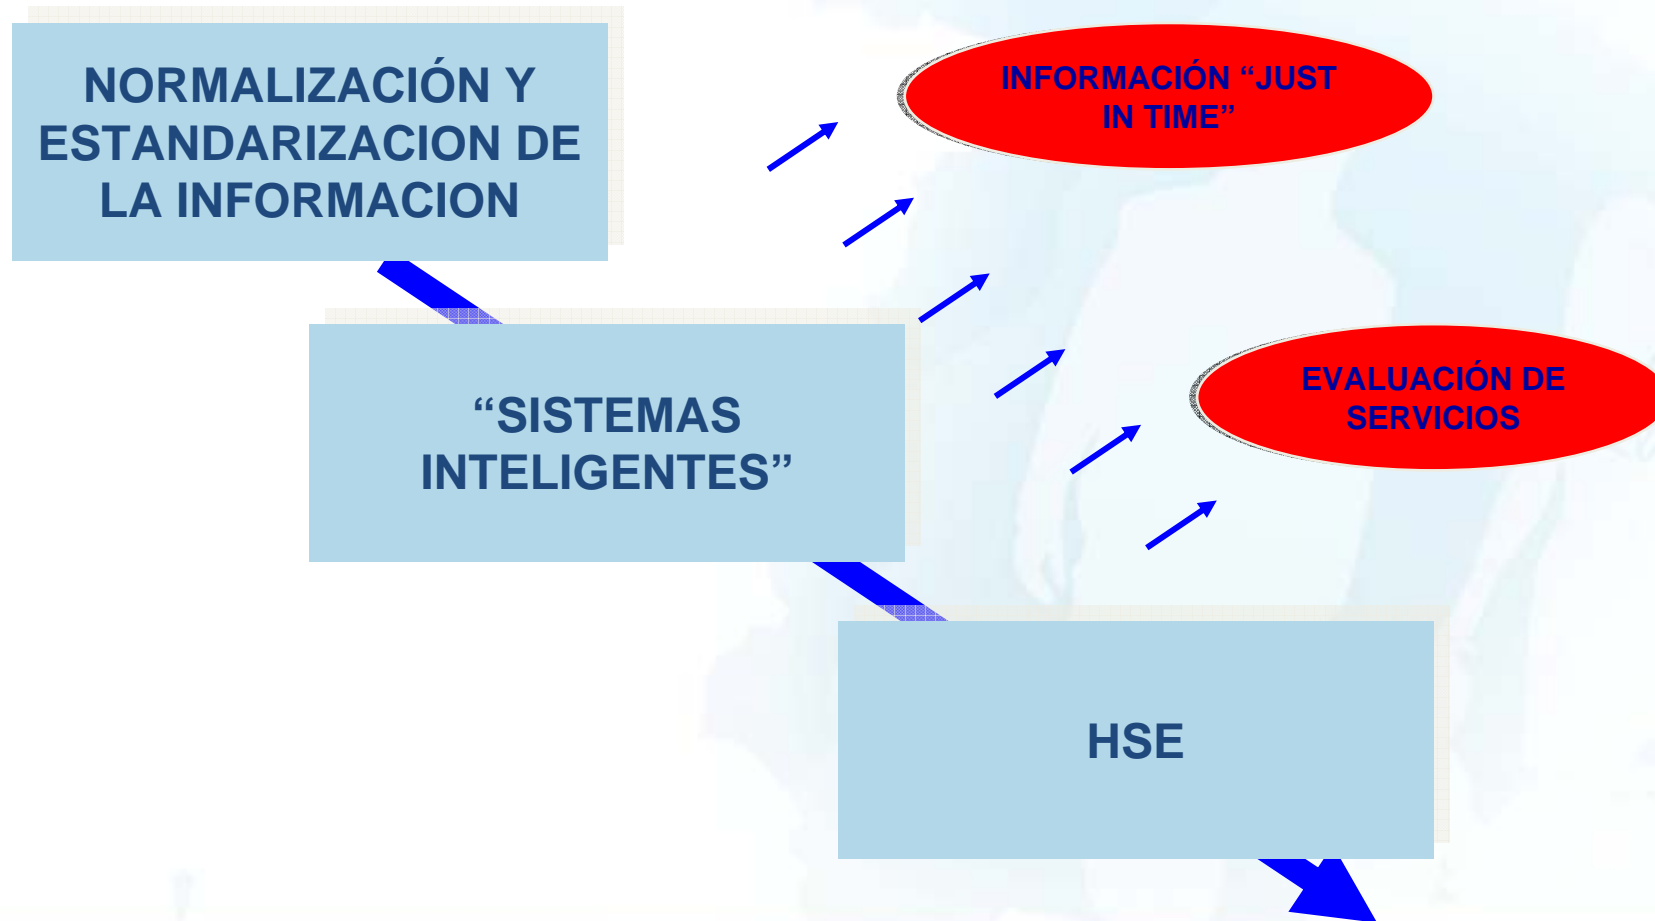 NORMALIZACIÓN Y
ESTANDARIZACION DE
LA INFORMACION
INFORMACIÓN “JUST
IN TIME”
“SISTEMAS
INTELIGENTES”
EVALUACIÓN DE
SERVICIOS
HSE